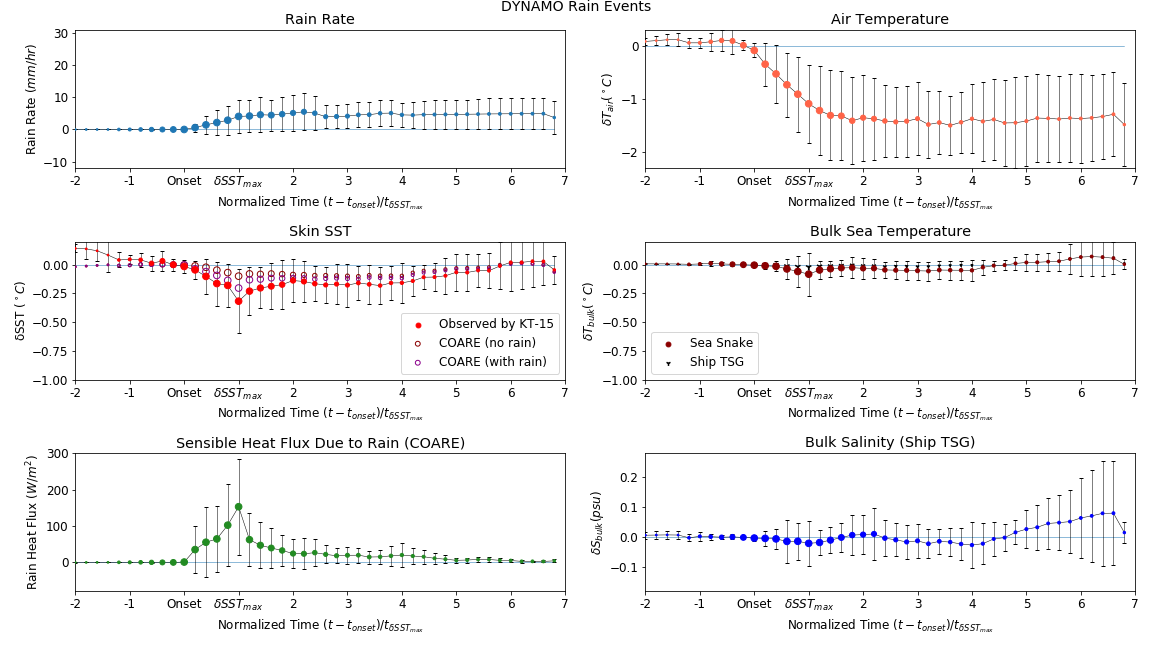 DYNAMO Rain Events
Rain Rate
Rain Rate (mm/hr)
30
20
10
0
−10
-2 -1 Onset δSST_max 2 3 4 5 6 7
Normalized Time (t − t_onset)/t_δSST_max
Air Temperature
δT_air(°C)
0
−1
−2
-2 -1 Onset δSST_max 2 3 4 5 6 7
Normalized Time (t − t_onset)/t_δSST_max
Skin SST
δSST (°C)
0.00
−0.25
−0.50
−0.75
−1.00
Observed by KT-15
COARE (no rain)
COARE (with rain)
-2 -1 Onset δSST_max 2 3 4 5 6 7
Normalized Time (t − t_onset)/t_δSST_max
Bulk Sea Temperature
δT_bulk(°C)
0.00
−0.25
−0.50
−0.75
−1.00
Sea Snake
Ship TSG
-2 -1 Onset δSST_max 2 3 4 5 6 7
Normalized Time (t − t_onset)/t_δSST_max
Sensible Heat Flux Due to Rain (COARE)
Rain Heat Flux (W/m²)
300
200
100
0
-2 -1 Onset δSST_max 2 3 4 5 6 7
Normalized Time (t − t_onset)/t_δSST_max
Bulk Salinity (Ship TSG)
δS_bulk(psu)
0.2
0.1
0.0
−0.1
-2 -1 Onset δSST_max 2 3 4 5 6 7
Normalized Time (t − t_onset)/t_δSST_max